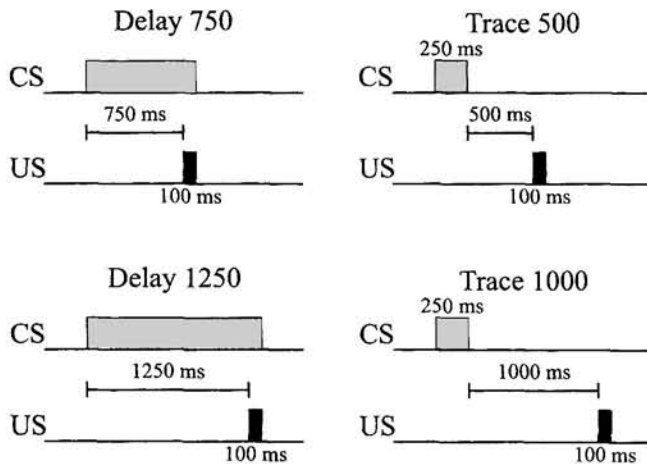 Delay 750
CS
750 ms
US
100 ms
Trace 500
250 ms
CS
500 ms
US
100 ms
Delay 1250
CS
1250 ms
US
100 ms
Trace 1000
250 ms
CS
1000 ms
US
100 ms